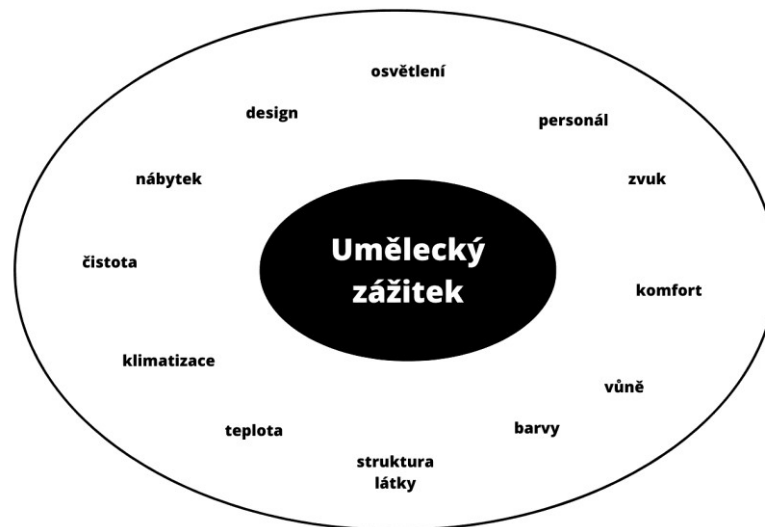 osvětlení
design
personál
nábytek
zvuk
Umělecký
zážitek
čistota
komfort
klimatizace
vůně
teplota
barvy
struktura
látky